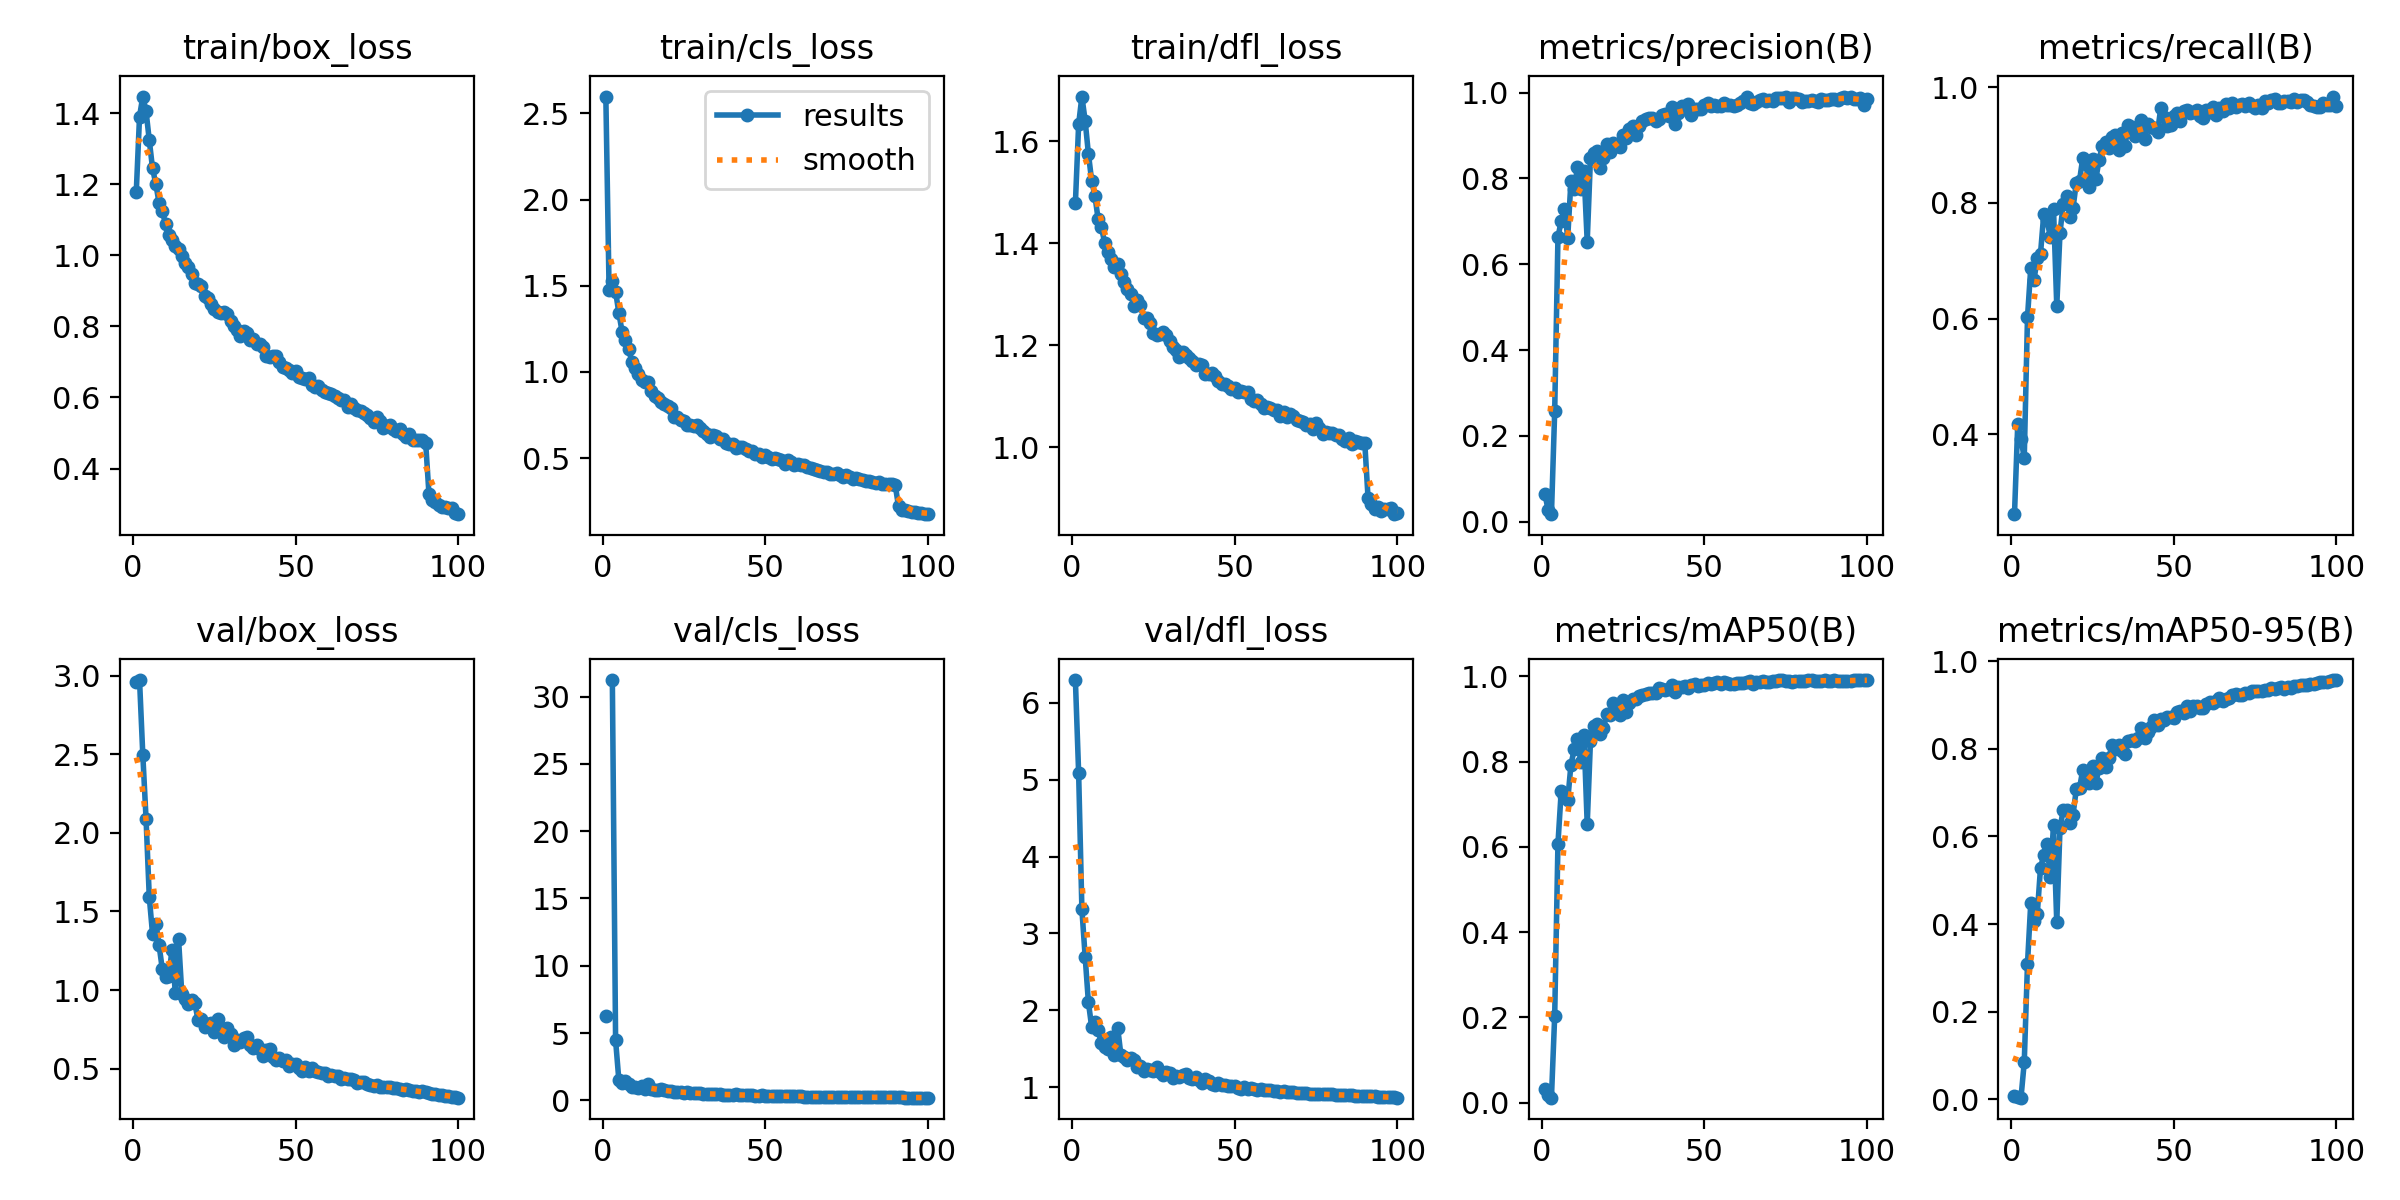 train/box_loss
train/cls_loss
train/dfl_loss
metrics/precision(B)
metrics/recall(B)
1.4
1.2
1.0
0.8
0.6
0.4
0 50 100
2.5
2.0
1.5
1.0
0.5
results
smooth
0 50 100
1.6
1.4
1.2
1.0
0 50 100
1.0
0.8
0.6
0.4
0.2
0.0
0 50 100
1.0
0.8
0.6
0.4
0 50 100
val/box_loss
val/cls_loss
val/dfl_loss
metrics/mAP50(B)
metrics/mAP50-95(B)
3.0
2.5
2.0
1.5
1.0
0.5
0 50 100
30
25
20
15
10
5
0
0 50 100
6
5
4
3
2
1
0 50 100
1.0
0.8
0.6
0.4
0.2
0.0
0 50 100
1.0
0.8
0.6
0.4
0.2
0.0
0 50 100